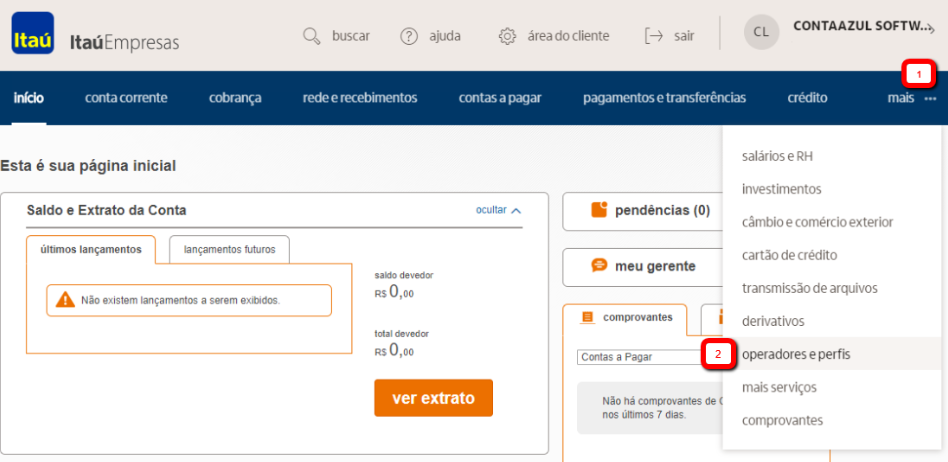 Itaú
ItaúEmpresas
buscar
ajuda
área do cliente
sair
CL
CONTAAZUL SOFTW...
1
início
conta corrente
cobrança
rede e recebimentos
contas a pagar
pagamentos e transferências
crédito
mais ...
salários e RH
investimentos
câmbio e comércio exterior
cartão de crédito
transmissão de arquivos
derivativos
2
operadores e perfis
mais serviços
comprovantes
Esta é sua página inicial
Saldo e Extrato da Conta
ocultar
últimos lançamentos
lançamentos futuros
Não existem lançamentos a serem exibidos.
saldo devedor
R$ 0,00
total devedor
R$ 0,00
ver extrato
pendências (0)
meu gerente
comprovantes
Contas a Pagar
Não há comprovantes de
nos últimos 7 dias.